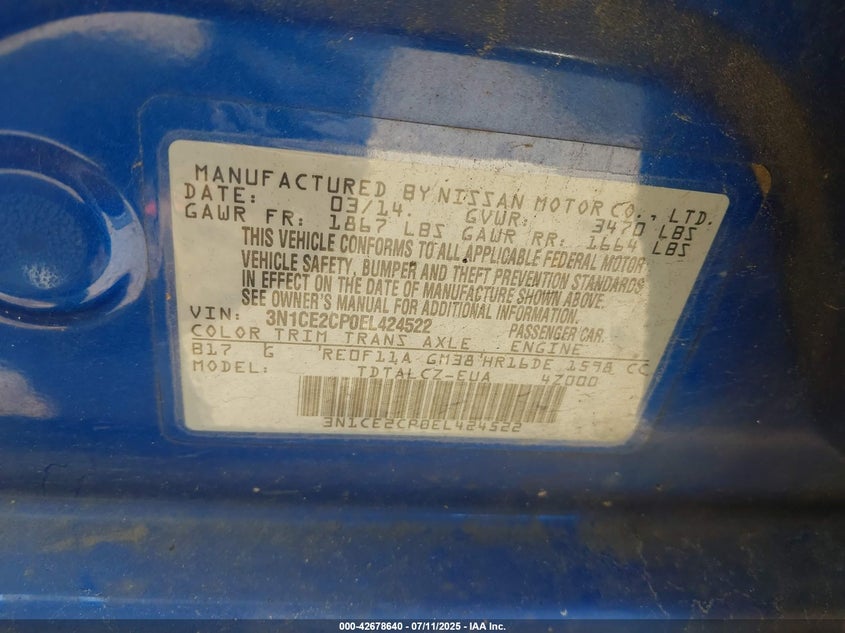 MANUFACTURED BY NISSAN MOTOR CO., LTD.
DATE: 03/14. GVWR: 3470 LBS
GAWR FR: 1867 LBS GAWR RR: 1664 LBS
THIS VEHICLE CONFORMS TO ALL APPLICABLE FEDERAL MOTOR
VEHICLE SAFETY, BUMPER AND THEFT PREVENTION STANDARDS
IN EFFECT ON THE DATE OF MANUFACTURE SHOWN ABOVE.
SEE OWNER'S MANUAL FOR ADDITIONAL INFORMATION.
VIN: 3N1CE2CP0EL424522 PASSENGER CAR.
COLOR TRIM TRANS AXLE ENGINE
B17 G RE0F11A GM38 HR16DE 1598 CC
MODEL: TDTALCZ-EUA 47000
3N1CE2CP0EL424522
000-42678640 - 07/11/2025 - IAA Inc.